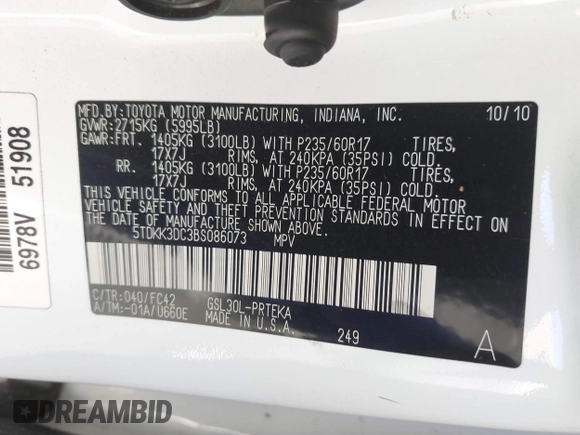 MFD.BY:TOYOTA MOTOR MANUFACTURING, INDIANA, INC. 10/10
GVWR:2715KG (5995LB)
GAWR:FRT. 1405KG (3100LB) WITH P235/60R17 TIRES,
17X7J RIMS, AT 240KPA (35PSI) COLD.
RR. 1405KG (3100LB) WITH P235/60R17 TIRES,
17X7J RIMS, AT 240KPA (35PSI) COLD.
THIS VEHICLE CONFORMS TO ALL APPLICABLE FEDERAL MOTOR
VEHICLE SAFETY AND THEFT PREVENTION STANDARDS IN EFFECT ON
THE DATE OF MANUFACTURE SHOWN ABOVE.
5TDKK3DC3BS086073 MPV
C/TR:040/FC42 GSL30L-PRTEKA
A/TM:-01A/U660E MADE IN U.S.A.
249 A
6978V 51908
DREAMBID